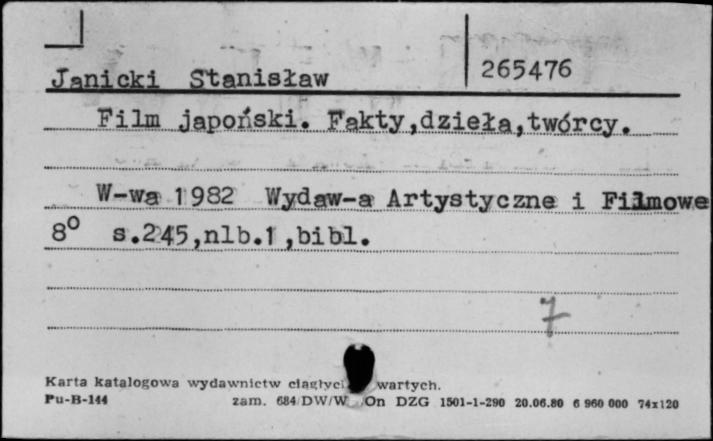 Janicki Stanisław 265476
Film japoński. Fakty,dzieła,twórcy.
W-wa 1982 Wydaw-a Artystyczne i Filmowe
8° s.245,nlb.1,bibl.
7
Karta katalogowa wydawnictw ciągłyc wartych.
Pu-B-144 zam. 684/DW/W On DZG 1501-1-290 20.06.80 6 960 000 74x120